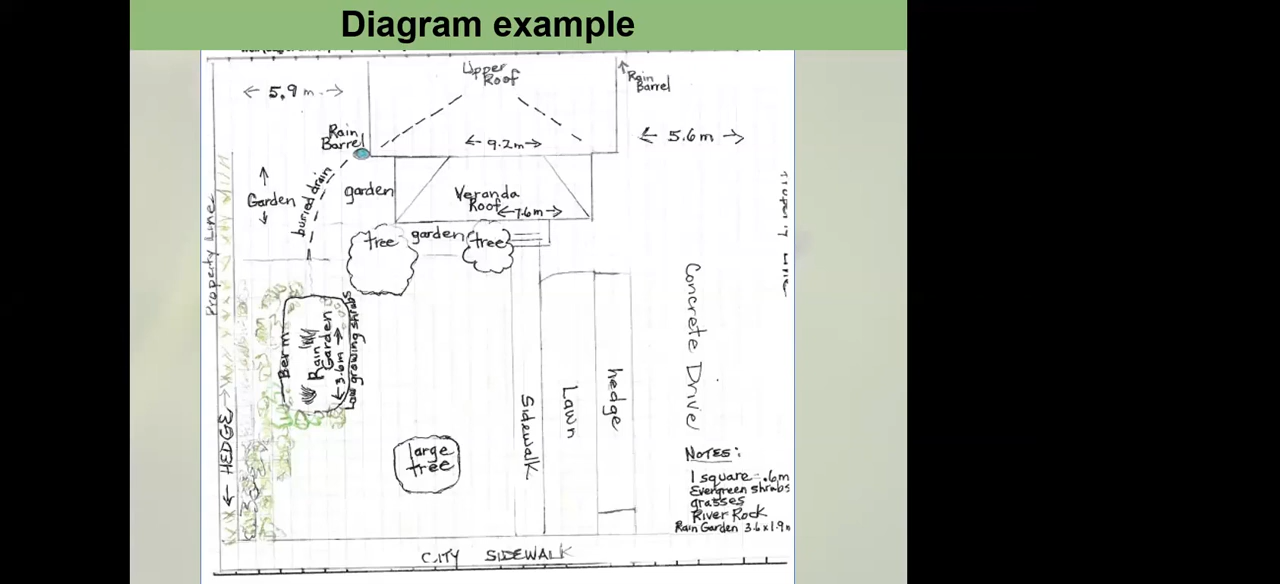 Diagram example
Upper
Roof
← 5.9 m. →
↑ Rain
Barrel
Rain
Barrel
← 9.2m →
← 5.6m →
Garden
buried drain
garden
Veranda
Roof
←7.6m→
Property Line
tree
garden
tree
Line
Concrete Drive
Berm
Rain
Garden
←3.6m→
Low growing
hedge
Lawn
Sidewalk
← HEDGE →
large
tree
NOTES:
1 square = .6m
Evergreen shrubs
grasses
River Rock
Rain Garden 3.6 x 1.9m
CITY SIDEWALK